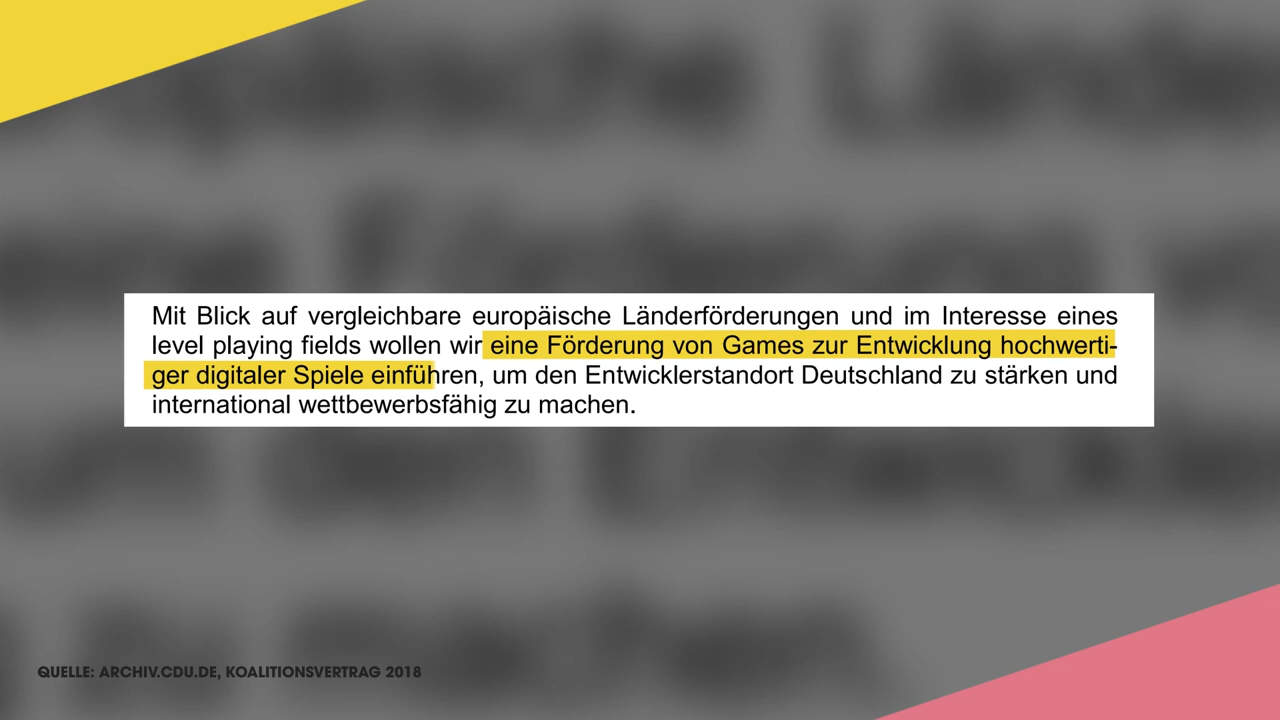 Mit Blick auf vergleichbare europäische Länderförderungen und im Interesse eines
level playing fields wollen wir eine Förderung von Games zur Entwicklung hochwerti-
ger digitaler Spiele einführen, um den Entwicklerstandort Deutschland zu stärken und
international wettbewerbsfähig zu machen.
QUELLE: ARCHIV.CDU.DE, KOALITIONSVERTRAG 2018